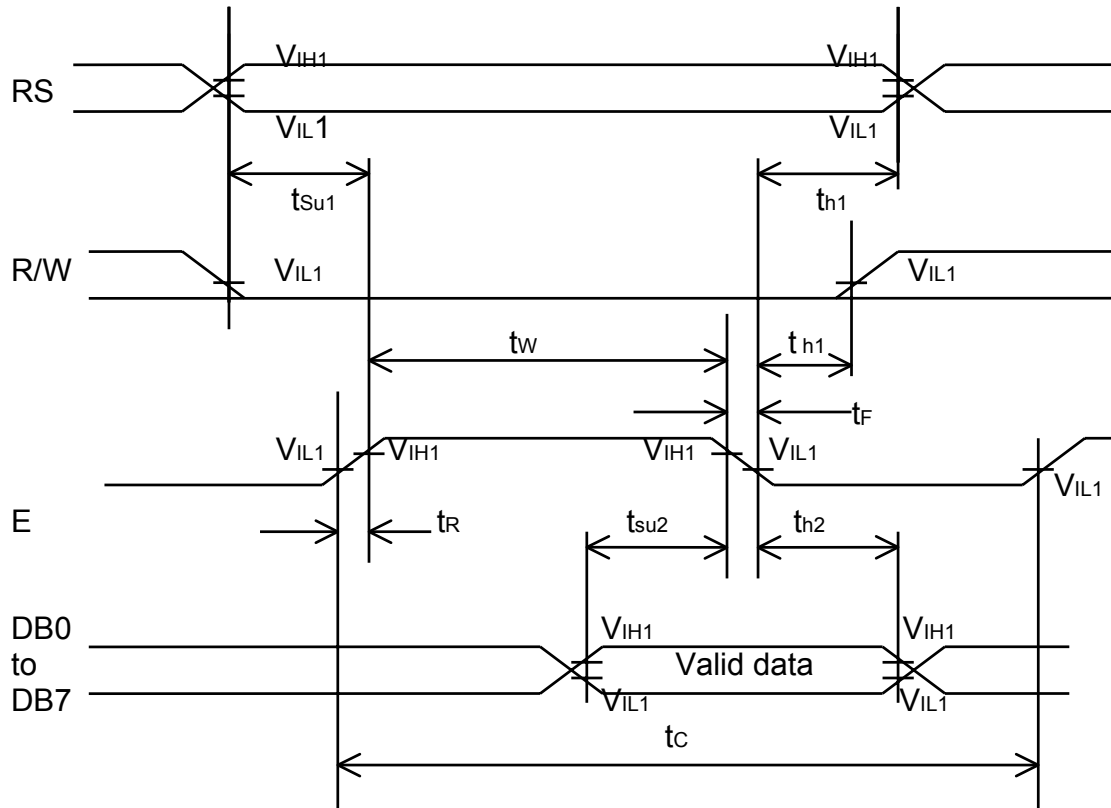 VIH1 VIH1
RS
VIL1 VIL1
tSu1 th1
R/W VIL1 VIL1
tW th1
tF
VIL1 VIH1 VIH1 VIL1
VIL1
E tR tsu2 th2
DB0 VIH1 VIH1
to Valid data
DB7 VIL1 VIL1
tC